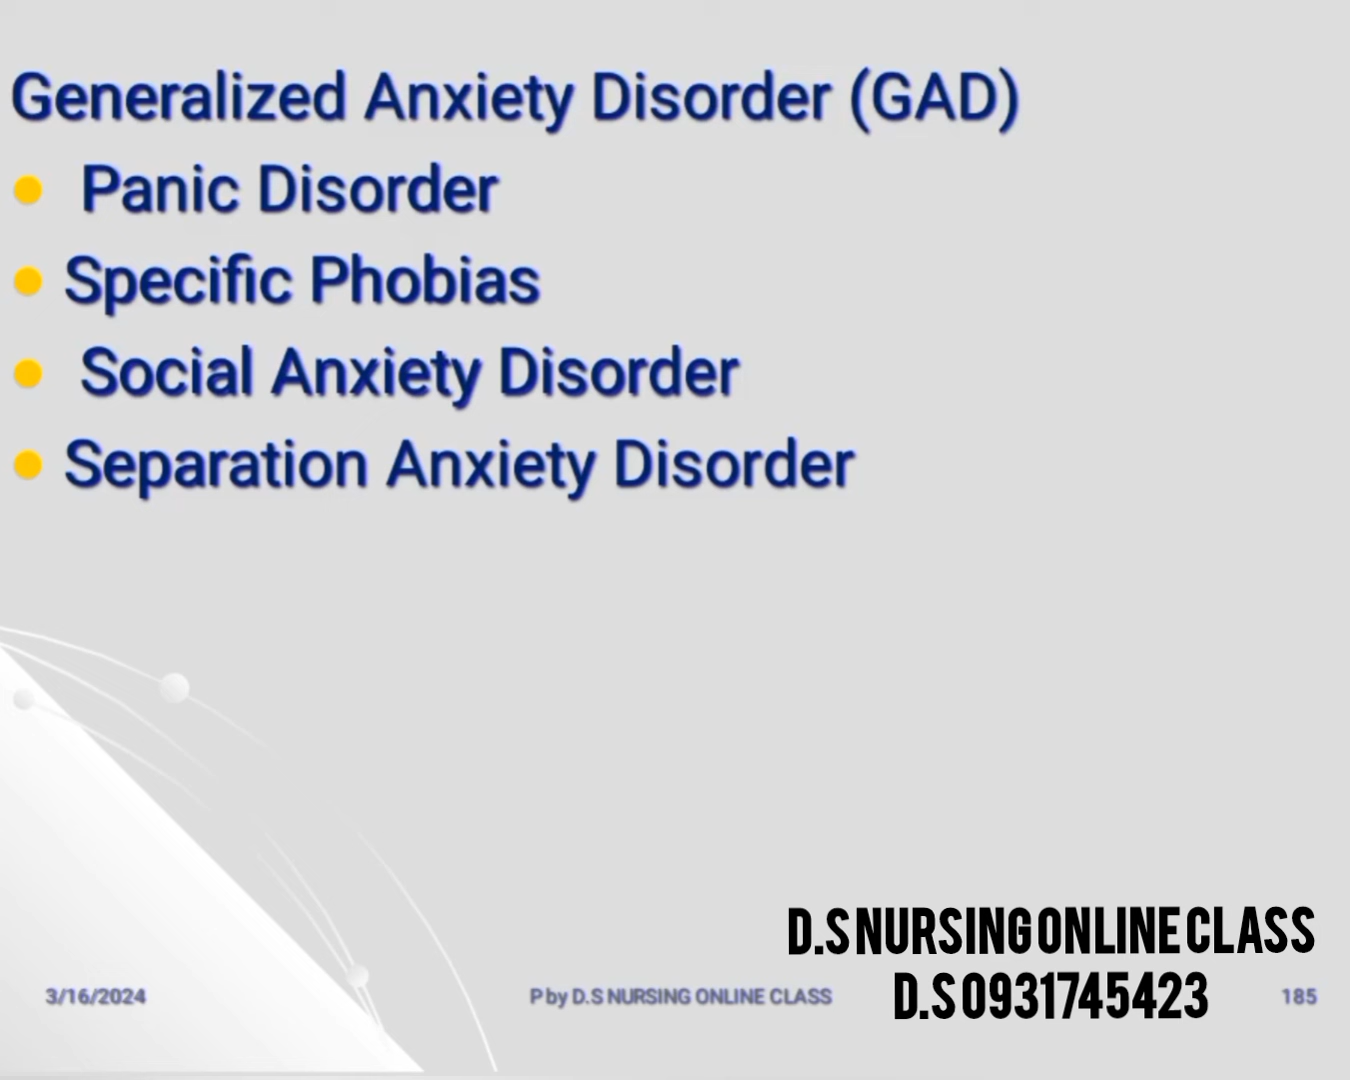 Generalized Anxiety Disorder (GAD)
• Panic Disorder
• Specific Phobias
• Social Anxiety Disorder
• Separation Anxiety Disorder
D.S NURSING ONLINE CLASS
D.S 0931745423
3/16/2024
P by D.S NURSING ONLINE CLASS
185